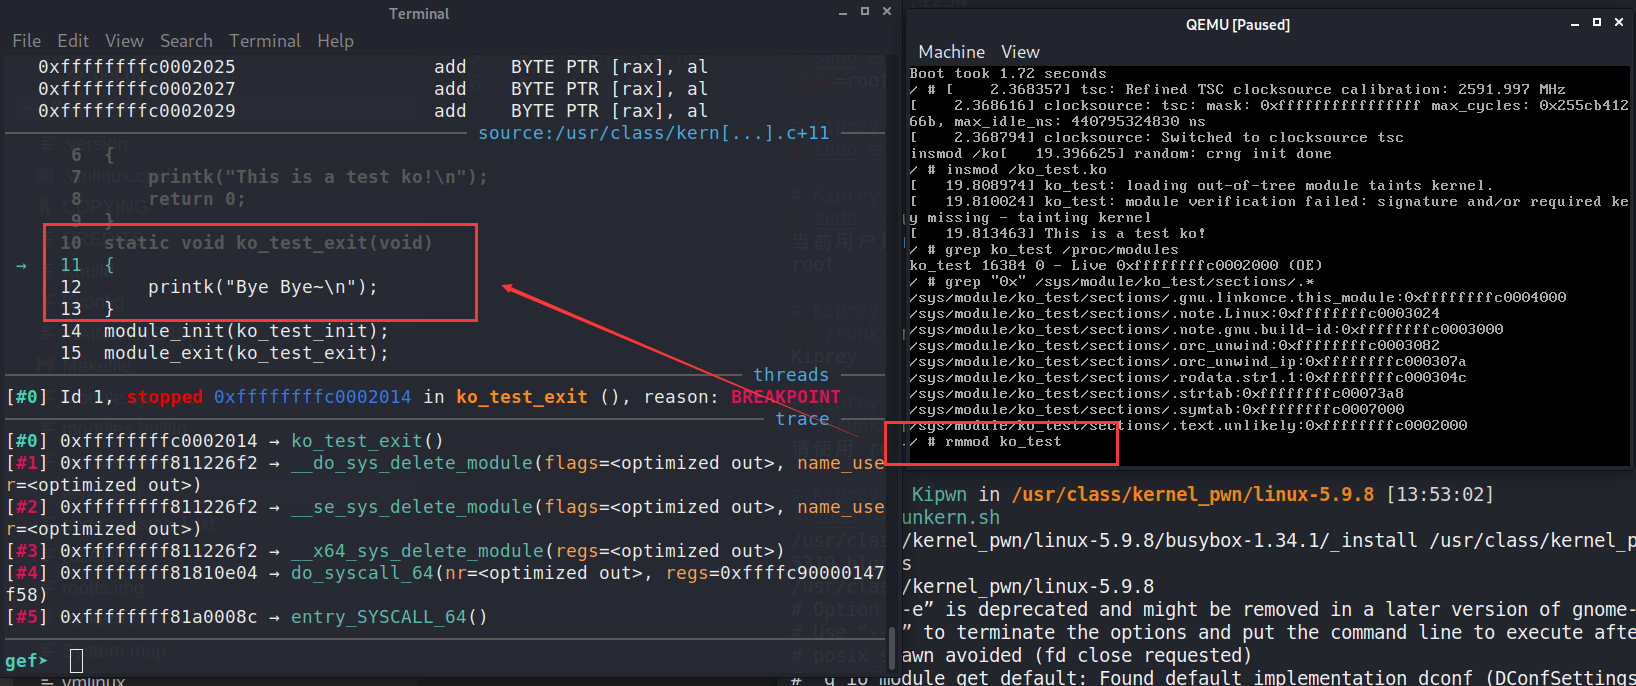 Terminal
File Edit View Search Terminal Help
0xffffffffc0002025 add BYTE PTR [rax], al
0xffffffffc0002027 add BYTE PTR [rax], al
0xffffffffc0002029 add BYTE PTR [rax], al
source:/usr/class/kern[...].c+11
6 {
7 printk("This is a test ko!\n");
8 return 0;
9 }
10 static void ko_test_exit(void)
→ 11 {
12 printk("Bye Bye~\n");
13 }
14 module_init(ko_test_init);
15 module_exit(ko_test_exit);
threads
[#0] Id 1, stopped 0xffffffffc0002014 in ko_test_exit (), reason: BREAKPOINT
trace
[#0] 0xffffffffc0002014 → ko_test_exit()
[#1] 0xffffffff811226f2 → __do_sys_delete_module(flags=<optimized out>, name_use
r=<optimized out>)
[#2] 0xffffffff811226f2 → __se_sys_delete_module(flags=<optimized out>, name_use
r=<optimized out>)
[#3] 0xffffffff811226f2 → __x64_sys_delete_module(regs=<optimized out>)
[#4] 0xffffffff81810e04 → do_syscall_64(nr=<optimized out>, regs=0xffffc90000147
f58)
[#5] 0xffffffff81a0008c → entry_SYSCALL_64()
gef➤
QEMU [Paused]
Machine View
Boot took 1.72 seconds
/ # [    2.368357] tsc: Refined TSC clocksource calibration: 2591.997 MHz
[    2.368616] clocksource: tsc: mask: 0xffffffffffffffff max_cycles: 0x255cb412
66b, max_idle_ns: 440795324830 ns
[    2.368794] clocksource: Switched to clocksource tsc
insmod /ko[   19.396625] random: crng init done
/ # insmod /ko_test.ko
[   19.808974] ko_test: loading out-of-tree module taints kernel.
[   19.810024] ko_test: module verification failed: signature and/or required ke
y missing - tainting kernel
[   19.813463] This is a test ko!
/ # grep ko_test /proc/modules
ko_test 16384 0 - Live 0xffffffffc0002000 (OE)
/ # grep "0x" /sys/module/ko_test/sections/.*
/sys/module/ko_test/sections/.gnu.linkonce.this_module:0xffffffffc0004000
/sys/module/ko_test/sections/.note.Linux:0xffffffffc0003024
/sys/module/ko_test/sections/.note.gnu.build-id:0xffffffffc0003000
/sys/module/ko_test/sections/.orc_unwind:0xffffffffc0003082
/sys/module/ko_test/sections/.orc_unwind_ip:0xffffffffc000307a
/sys/module/ko_test/sections/.rodata.str1.1:0xffffffffc000304c
/sys/module/ko_test/sections/.strtab:0xffffffffc00073a8
/sys/module/ko_test/sections/.symtab:0xffffffffc0007000
/sys/module/ko_test/sections/.text.unlikely:0xffffffffc0002000
/ # rmmod ko_test
Kipwn in /usr/class/kernel_pwn/linux-5.9.8 [13:53:02]
unkern.sh
/kernel_pwn/linux-5.9.8/busybox-1.34.1/_install /usr/class/kernel_p
s
/kernel_pwn/linux-5.9.8
# Option -e” is deprecated and might be removed in a later version of gnome-
# Use ” to terminate the options and put the command line to execute afte
# posix_s awn avoided (fd close requested)
# g_io_module_get_default: Found default implementation dconf (DConfSettings